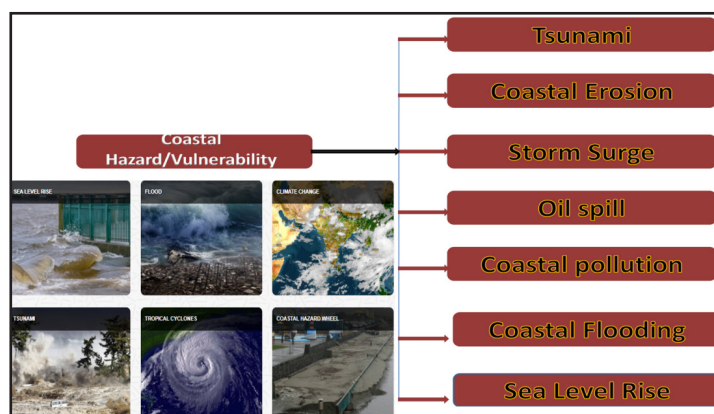 Coastal
Hazard/Vulnerability
Tsunami
Coastal Erosion
Storm Surge
Oil spill
Coastal pollution
Coastal Flooding
Sea Level Rise
SEA LEVEL RISE
FLOOD
CLIMATE CHANGE
TSUNAMI
TROPICAL CYCLONES
COASTAL HAZARD WHEEL